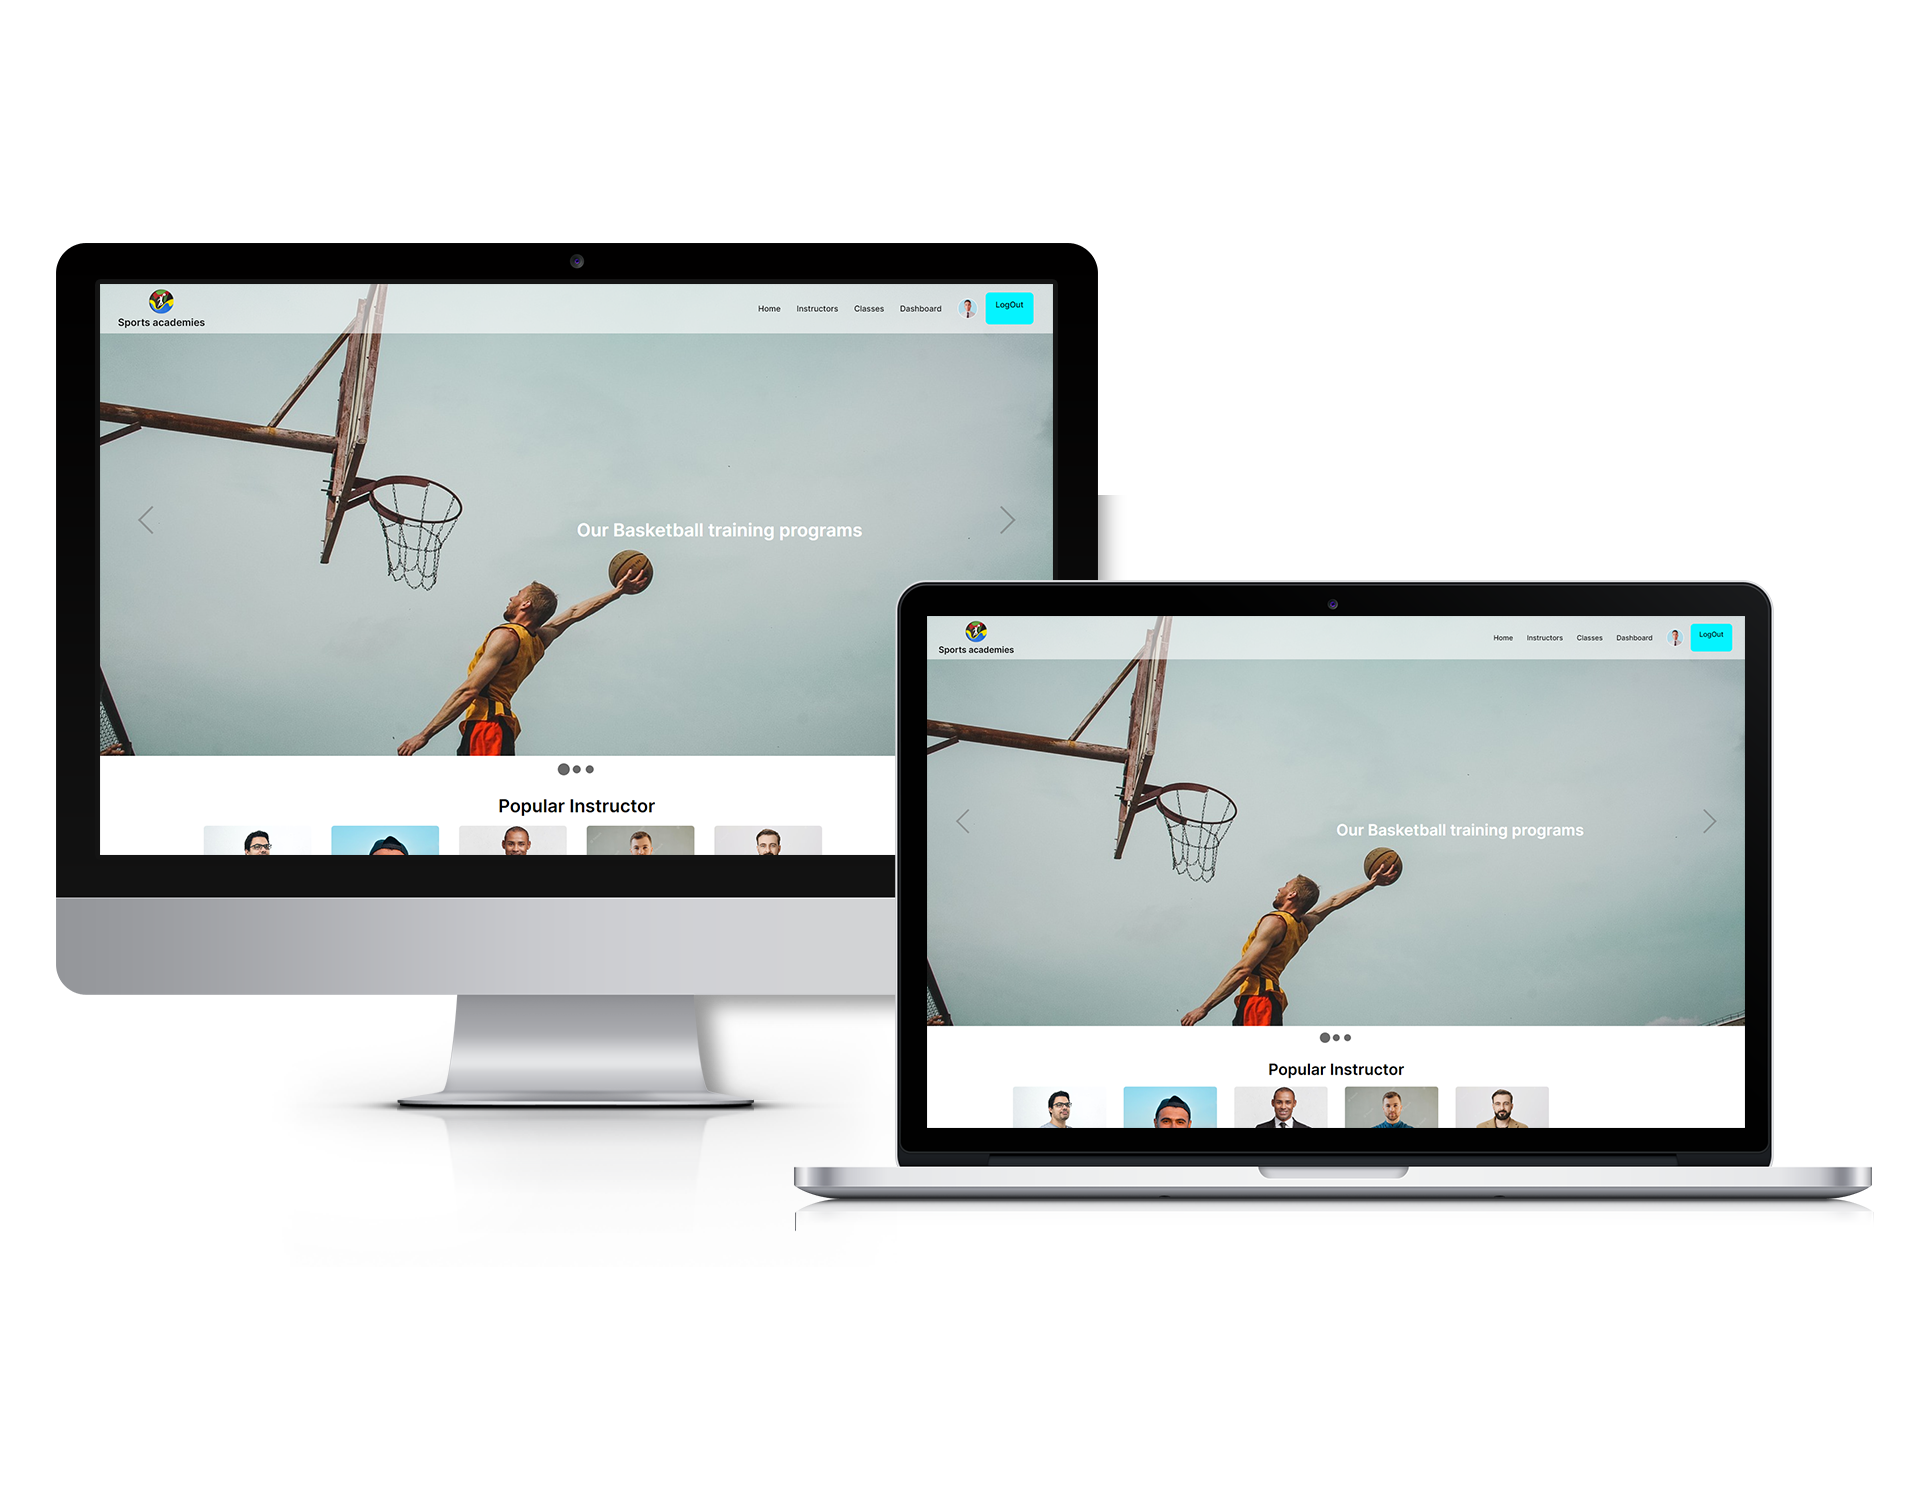 Sports academies
Home Instructors Classes Dashboard LogOut
Our Basketball training programs
Popular Instructor
Sports academies
Home Instructors Classes Dashboard LogOut
Our Basketball training programs
Popular Instructor